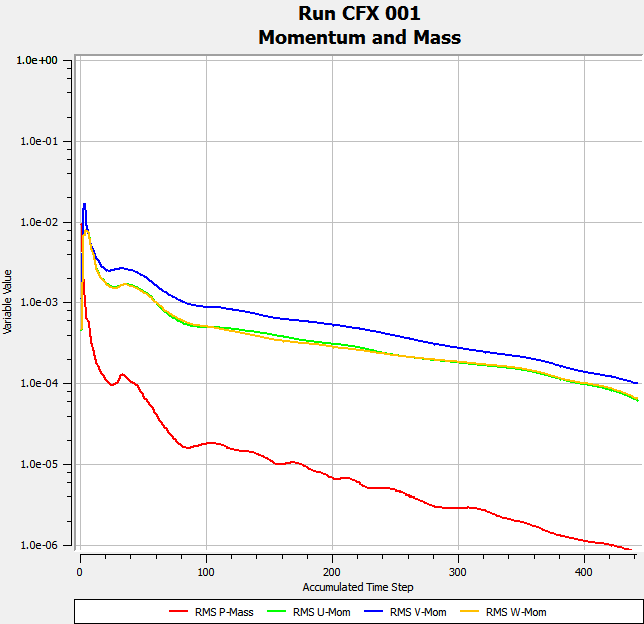 Run CFX 001
Momentum and Mass
1.0e+00
1.0e-01
1.0e-02
1.0e-03
1.0e-04
1.0e-05
1.0e-06
Variable Value
0 100 200 300 400
Accumulated Time Step
RMS P-Mass RMS U-Mom RMS V-Mom RMS W-Mom